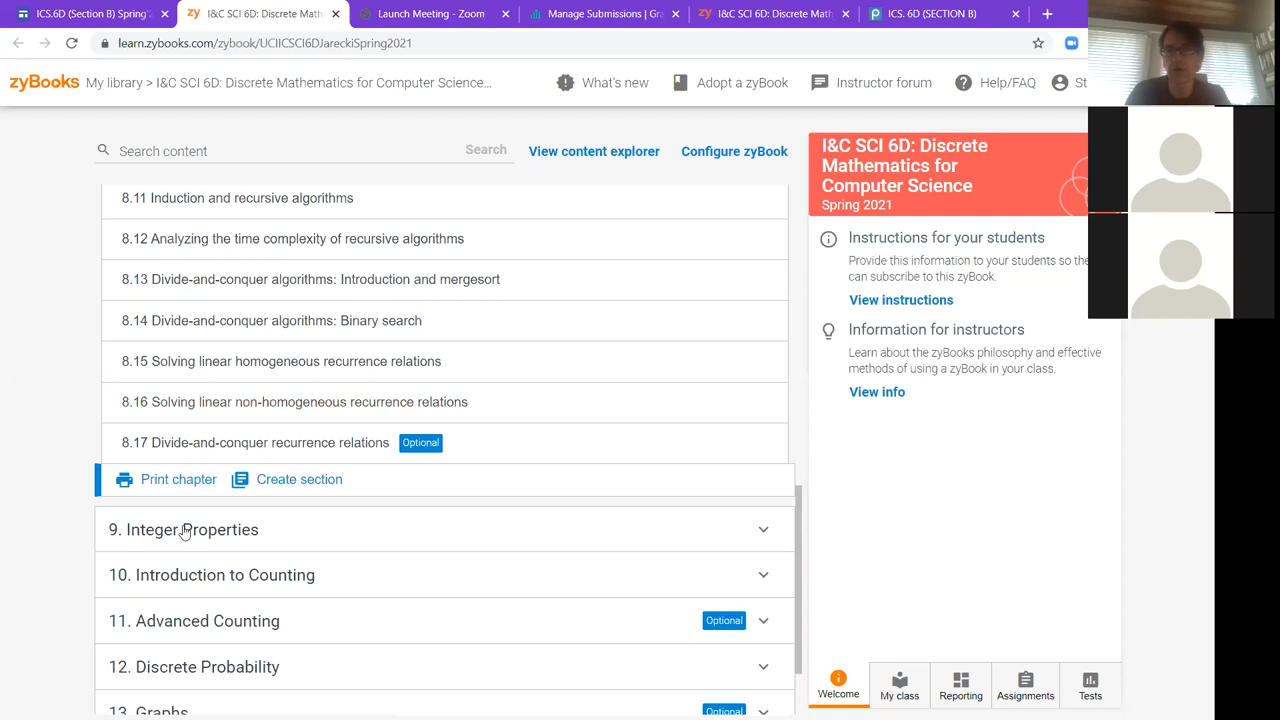 ICS.6D (Section B) Spring'2
I&C SCI 6D: Discrete Math
Launch Meeting - Zoom
Manage Submissions | Gra
I&C SCI 6D: Discrete Math
ICS. 6D (SECTION B)
learn.zybooks.com/zybook/UCIICSCI6DJarecki
zyBooks
My library > I&C SCI 6D: Discrete Mathematics for Computer Scienc...
What's new
Adopt a zyBook
Instructor forum
Help/FAQ
St
Search content
Search
View content explorer
Configure zyBook
8.11 Induction and recursive algorithms
8.12 Analyzing the time complexity of recursive algorithms
8.13 Divide-and-conquer algorithms: Introduction and mergesort
8.14 Divide-and-conquer algorithms: Binary search
8.15 Solving linear homogeneous recurrence relations
8.16 Solving linear non-homogeneous recurrence relations
8.17 Divide-and-conquer recurrence relations Optional
Print chapter
Create section
9. Integer Properties
10. Introduction to Counting
11. Advanced Counting Optional
12. Discrete Probability
13. Graphs Optional
I&C SCI 6D: Discrete
Mathematics for
Computer Science
Spring 2021
Instructions for your students
Provide this information to your students so the
can subscribe to this zyBook.
View instructions
Information for instructors
Learn about the zyBooks philosophy and effective
methods of using a zyBook in your class.
View info
Welcome
My class
Reporting
Assignments
Tests